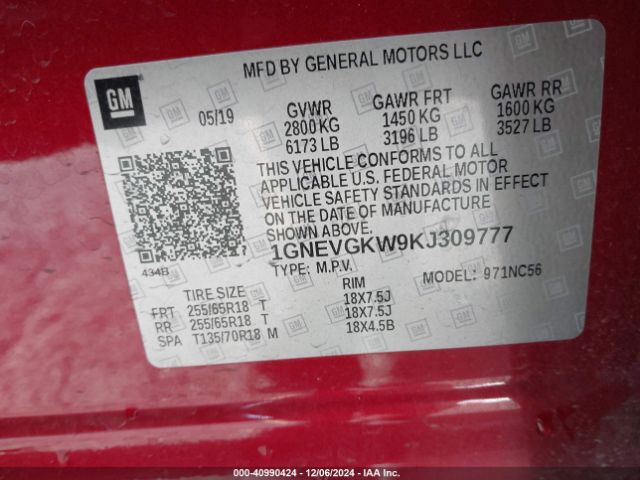 MFD BY GENERAL MOTORS LLC
GM
05/19
GVWR GAWR FRT GAWR RR
2800 KG 1450 KG 1600 KG
6173 LB 3196 LB 3527 LB
THIS VEHICLE CONFORMS TO ALL
APPLICABLE U.S. FEDERAL MOTOR
VEHICLE SAFETY STANDARDS IN EFFECT
ON THE DATE OF MANUFACTURE
SHOWN ABOVE.
1GNEVGKW9KJ309777
434B
TYPE: M.P.V. MODEL: 971NC56
TIRE SIZE RIM
FRT 255/65R18 T 18X7.5J
RR 255/65R18 T 18X7.5J
SPA T135/70R18 M 18X4.5B
000-40990424 - 12/06/2024 - IAA Inc.